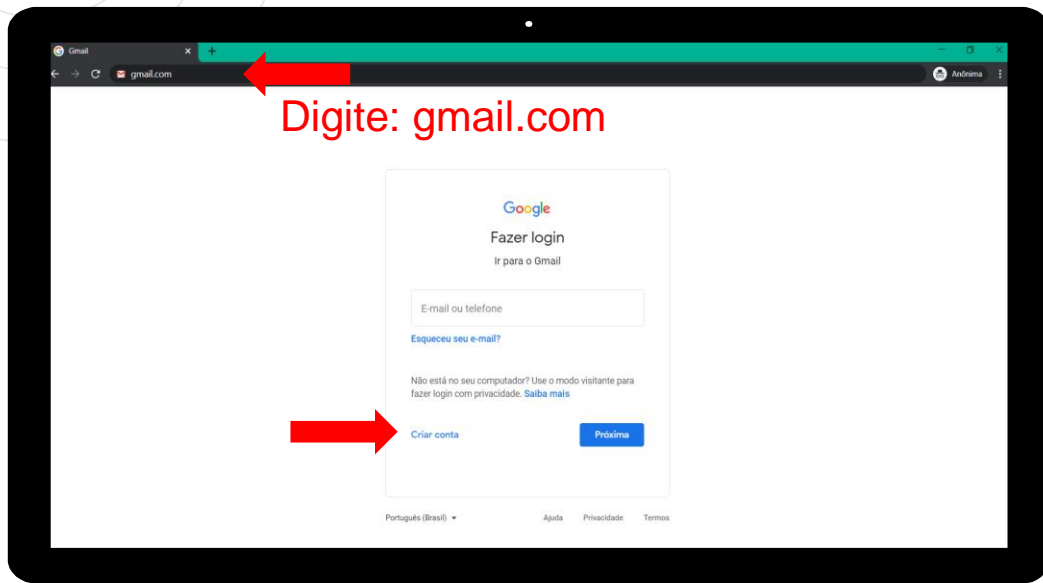 Gmail
gmail.com
Anônima
Digite: gmail.com
Google
Fazer login
Ir para o Gmail
E-mail ou telefone
Esqueceu seu e-mail?
Não está no seu computador? Use o modo visitante para
fazer login com privacidade. Saiba mais
Criar conta
Próxima
Português (Brasil)
Ajuda
Privacidade
Termos